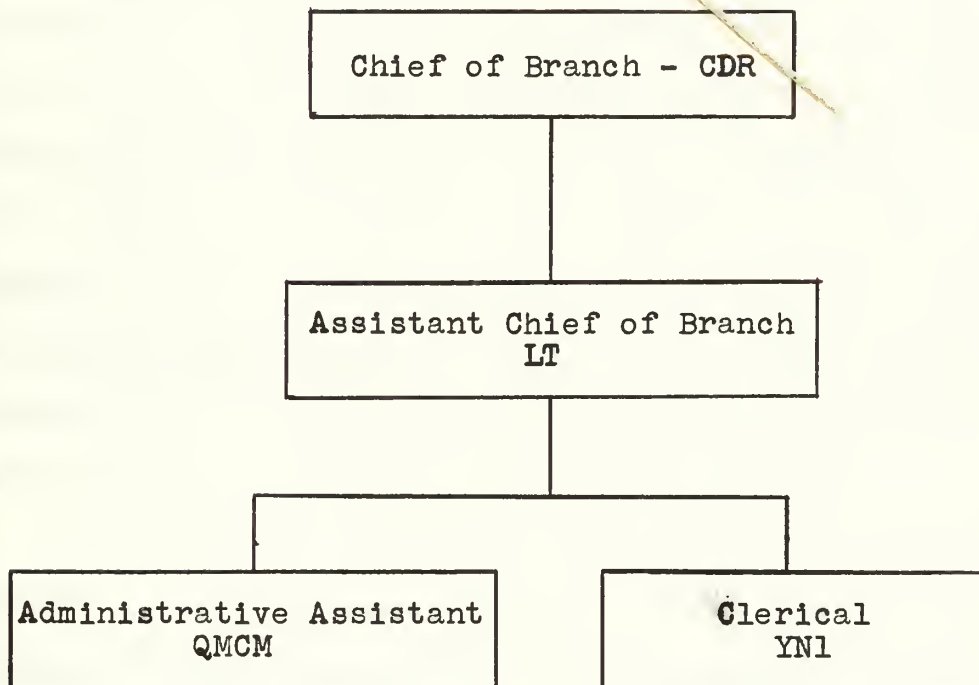 Chief of Branch - CDR
Assistant Chief of Branch
LT
Administrative Assistant
QMCM
Clerical
YN1